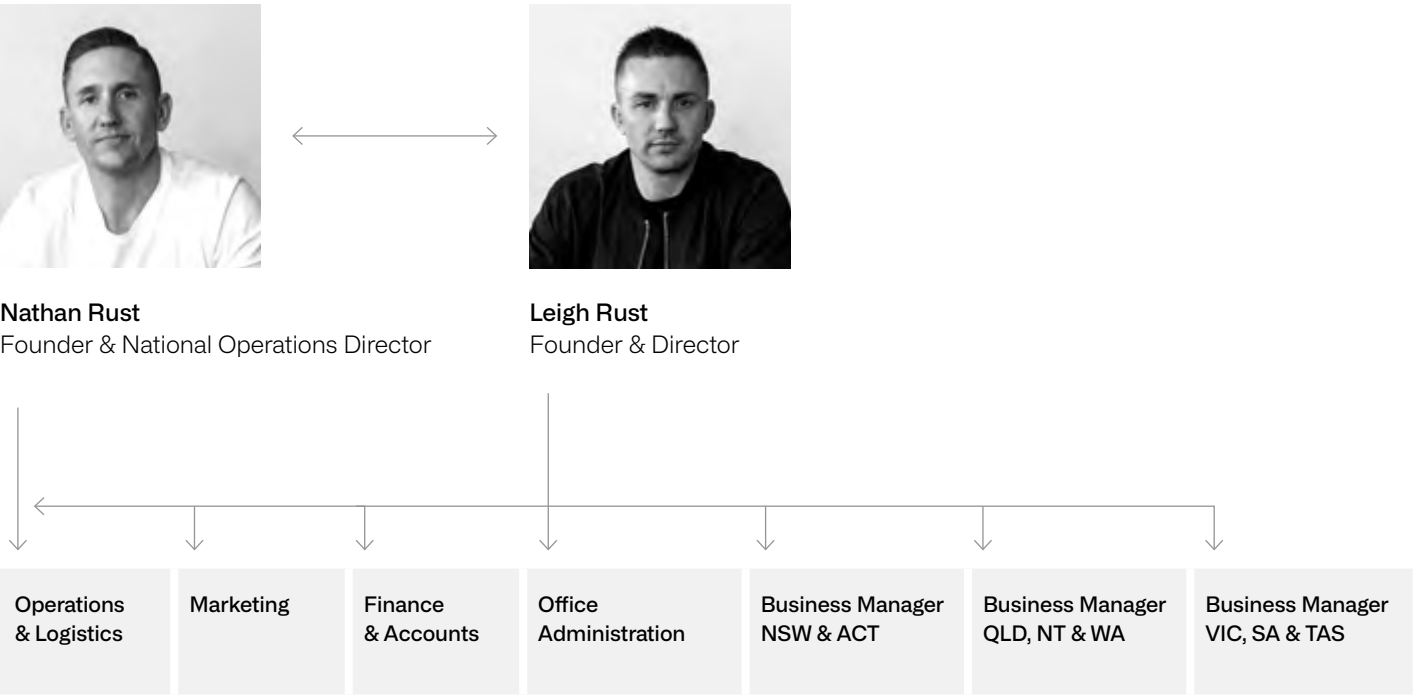 Nathan Rust
Founder & National Operations Director
Leigh Rust
Founder & Director
Operations
& Logistics
Marketing
Finance
& Accounts
Office
Administration
Business Manager
NSW & ACT
Business Manager
QLD, NT & WA
Business Manager
VIC, SA & TAS